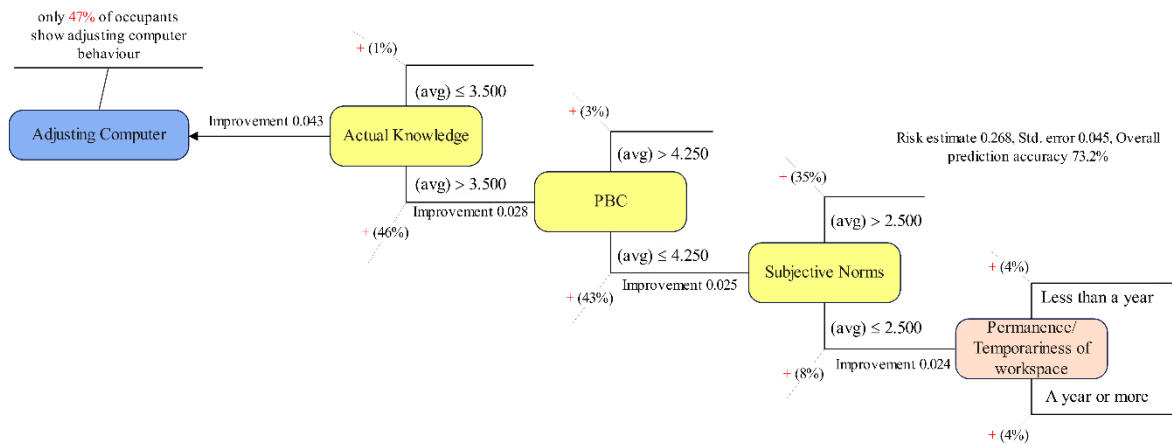 only 47% of occupants
show adjusting computer
behaviour
+ (1%)
(avg) ≤ 3.500
Adjusting Computer
Improvement 0.043
Actual Knowledge
+ (3%)
(avg) > 4.250
Risk estimate 0.268, Std. error 0.045, Overall
prediction accuracy 73.2%
(avg) > 3.500
Improvement 0.028
PBC
+ (35%)
+ (46%)
(avg) > 2.500
(avg) ≤ 4.250
Improvement 0.025
Subjective Norms
+ (43%)
+ (4%)
Less than a year
(avg) ≤ 2.500
Improvement 0.024
Permanence/
Temporariness of
workspace
+ (8%)
A year or more
+ (4%)